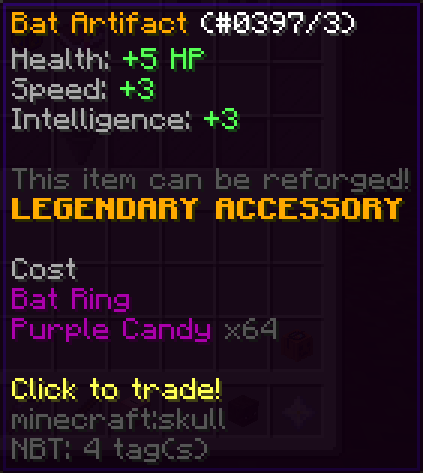 Bat Artifact (#0397/3)
Health: +5 HP
Speed: +3
Intelligence: +3
This item can be reforged!
LEGENDARY ACCESSORY
Cost
Bat Ring
Purple Candy x64
Click to trade!
minecraft:skull
NBT: 4 tag(s)